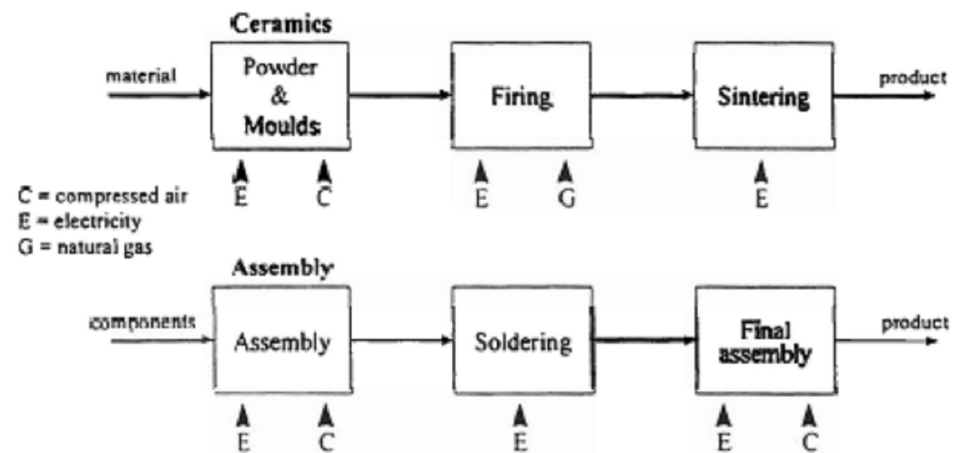 Ceramics
material
Powder
&
Moulds
Firing
Sintering
product
E
C
E
G
E
C = compressed air
E = electricity
G = natural gas
Assembly
components
Assembly
Soldering
Final
assembly
product
E
C
E
E
C